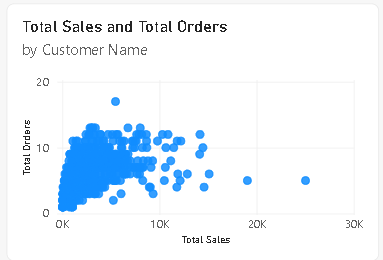 Total Sales and Total Orders
by Customer Name
20
10
0
Total Orders
0K 10K 20K 30K
Total Sales